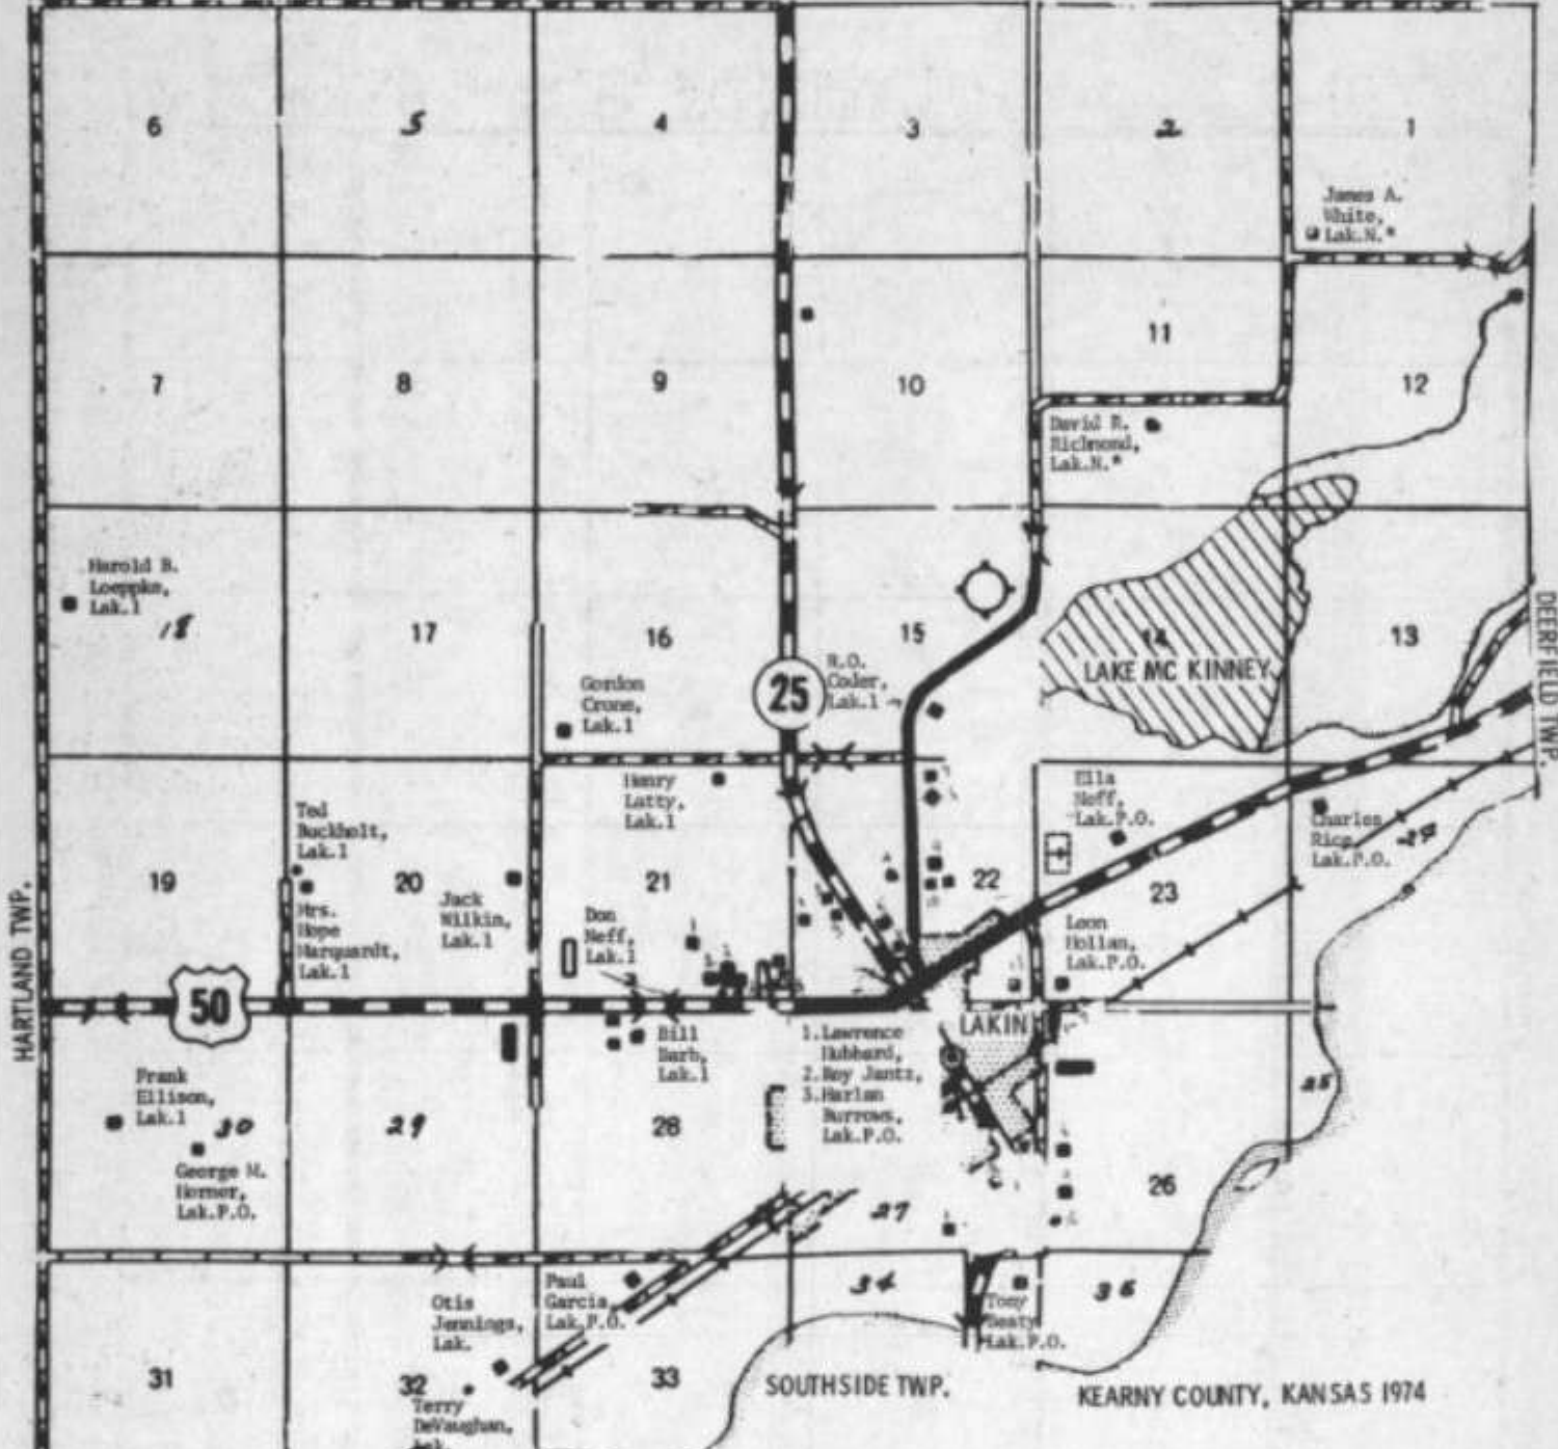 6
5
4
3
2
1
James A.
White,
Lak.N.*
7
8
9
10
11
12
David R.
Richmond,
Lak.N.*
Harold B.
Loeppke,
Lak.1
18
17
16
15
14
13
LAKE MC KINNEY
DEERFIELD TWP.
Gordon
Crone,
Lak.1
25
R.O.
Coder,
Lak.1
Henry
Latty,
Lak.1
Ella
Neff,
Lak.P.O.
Charles
Rice,
Lak.P.O.
24
Ted
Buckholt,
Lak.1
19
20
21
22
23
Jack
Wilkin,
Lak.1
Mrs.
Hope
Marquardt,
Lak.1
Don
Neff,
Lak.1
Leon
Hollan,
Lak.P.O.
HARTLAND TWP.
50
LAKIN
Bill
Barb,
Lak.1
1.Lawrence
Hubbard,
2.Roy Jantz,
3.Harlan
Burrows,
Lak.P.O.
Frank
Ellison,
Lak.1
30
29
28
27
26
25
George M.
Horner,
Lak.P.O.
Paul
Garcia,
Lak.P.O.
Otis
Jennings,
Lak.
34
36
Tony
Beaty
Lak.P.O.
31
32
33
Terry
DeVaughan,
Lak.
SOUTHSIDE TWP.
KEARNY COUNTY, KANSAS 1974